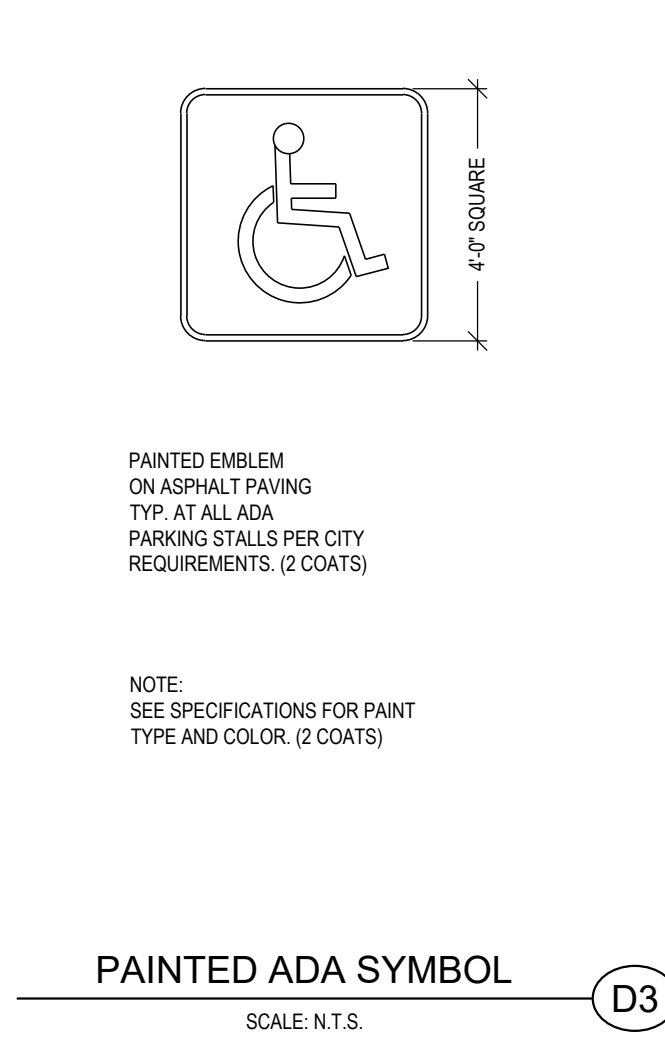 4'-0" SQUARE
PAINTED EMBLEM
ON ASPHALT PAVING
TYP. AT ALL ADA
PARKING STALLS PER CITY
REQUIREMENTS. (2 COATS)
NOTE:
SEE SPECIFICATIONS FOR PAINT
TYPE AND COLOR. (2 COATS)
PAINTED ADA SYMBOL
D3
SCALE: N.T.S.